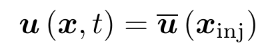 𝒖 (𝒙, t) = 𝒖̅ (𝒙_inj)